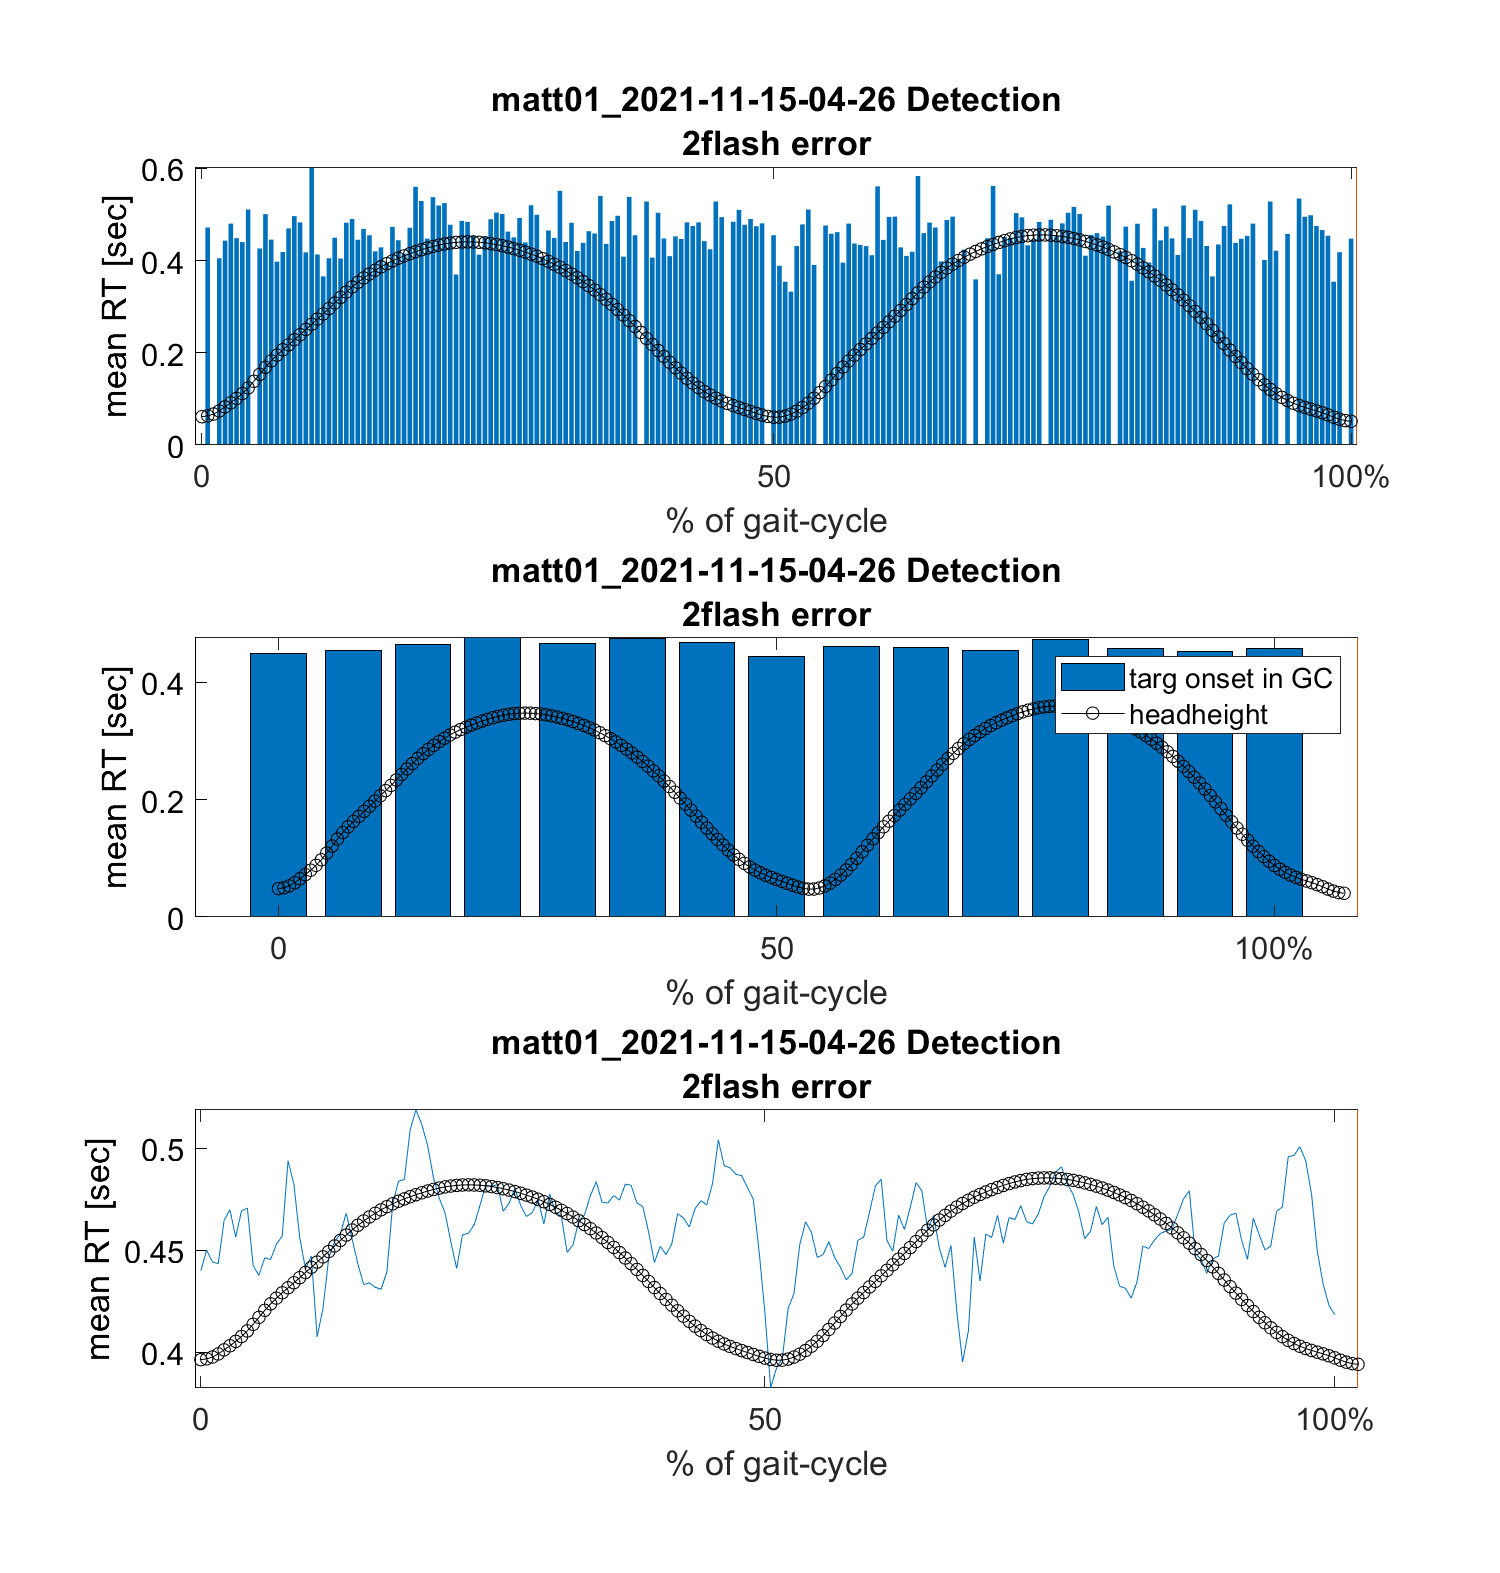 matt01_2021-11-15-04-26 Detection
2flash error
mean RT [sec]
0.6
0.4
0.2
0
0 50 100%
% of gait-cycle
matt01_2021-11-15-04-26 Detection
2flash error
mean RT [sec]
0.4
0.2
0
targ onset in GC
headheight
0 50 100%
% of gait-cycle
matt01_2021-11-15-04-26 Detection
2flash error
mean RT [sec]
0.5
0.45
0.4
0 50 100%
% of gait-cycle